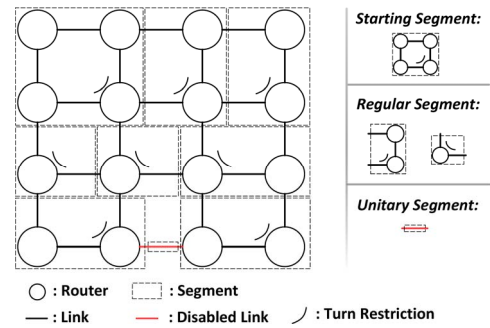 Starting Segment:
Regular Segment:
Unitary Segment:
: Router
: Segment
: Link
: Disabled Link
: Turn Restriction